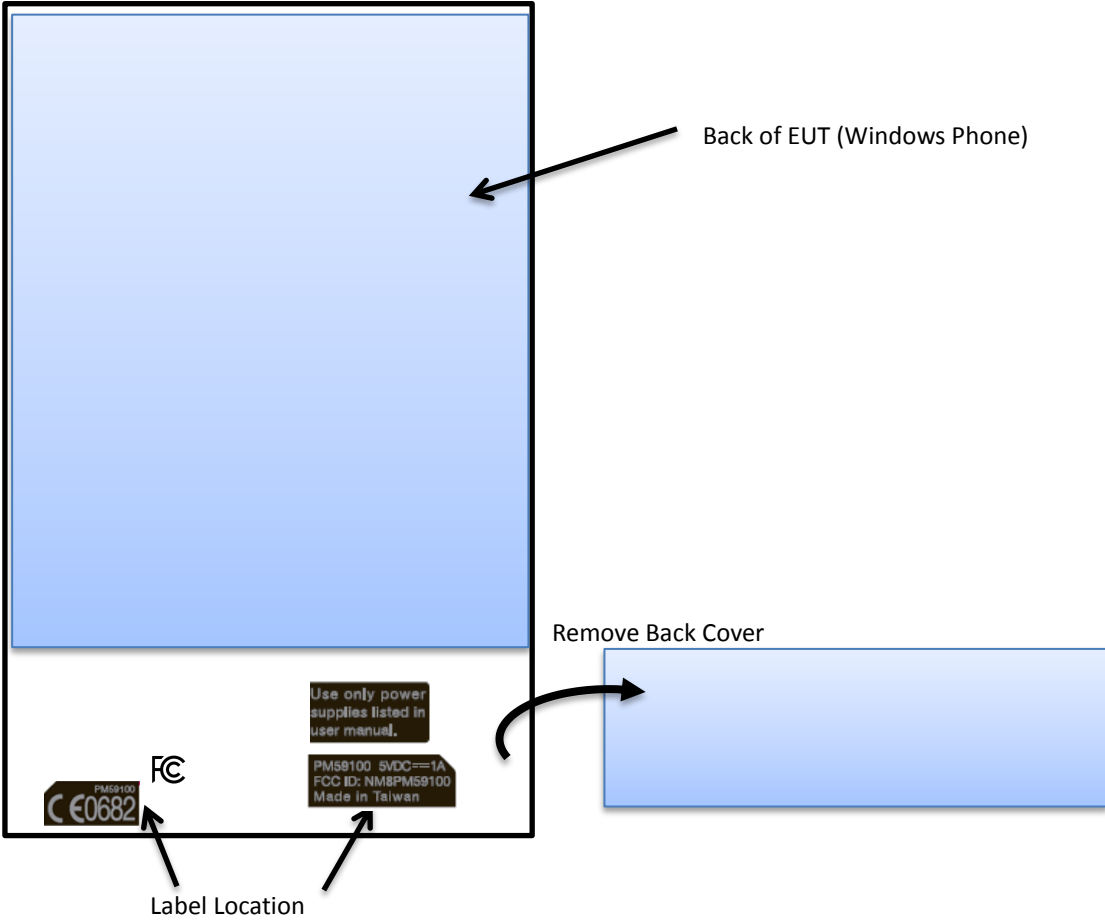 Back of EUT (Windows Phone)
Remove Back Cover
Use only power
supplies listed in
user manual.
FC
PM59100 5VDC⎓1A
FCC ID: NM8PM59100
Made in Taiwan
PM59100
CE0682
Label Location